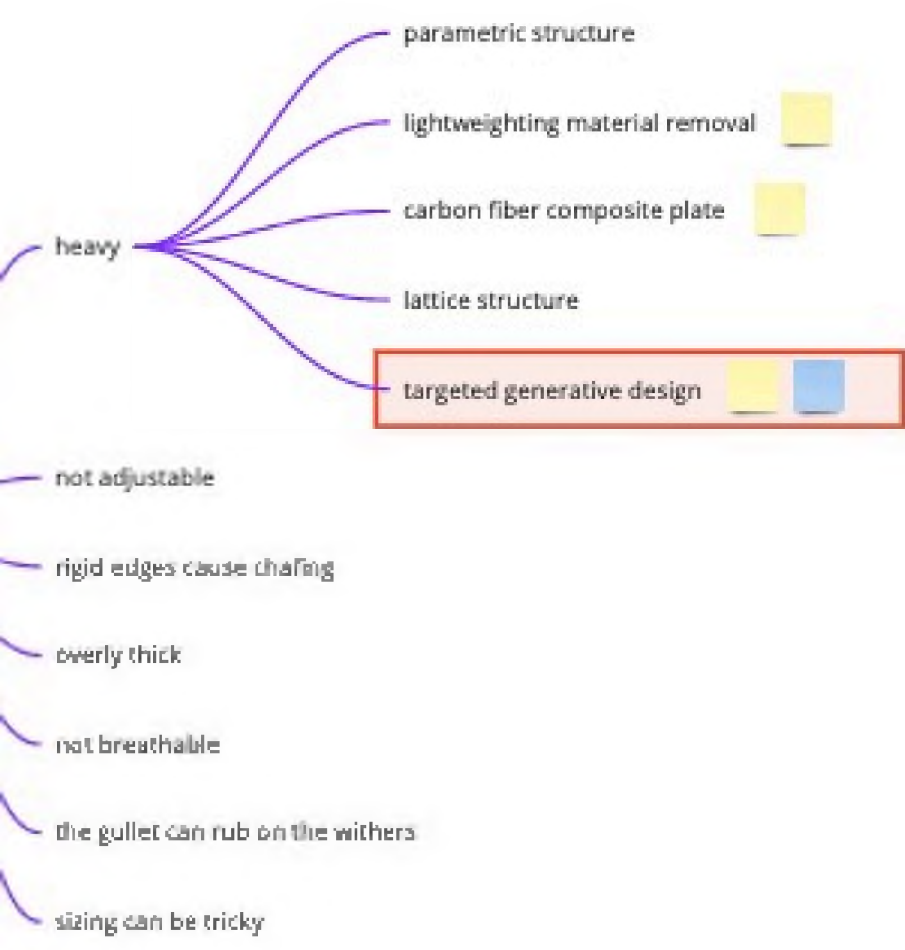 parametric structure
lightweighting material removal
carbon fiber composite plate
heavy
lattice structure
targeted generative design
not adjustable
rigid edges cause chafing
overly thick
not breathable
the gullet can rub on the withers
sizing can be tricky